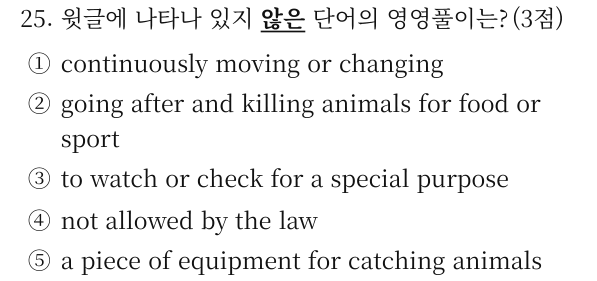 25. 윗글에 나타나 있지 않은 단어의 영영풀이는?(3점)
① continuously moving or changing
② going after and killing animals for food or
sport
③ to watch or check for a special purpose
④ not allowed by the law
⑤ a piece of equipment for catching animals